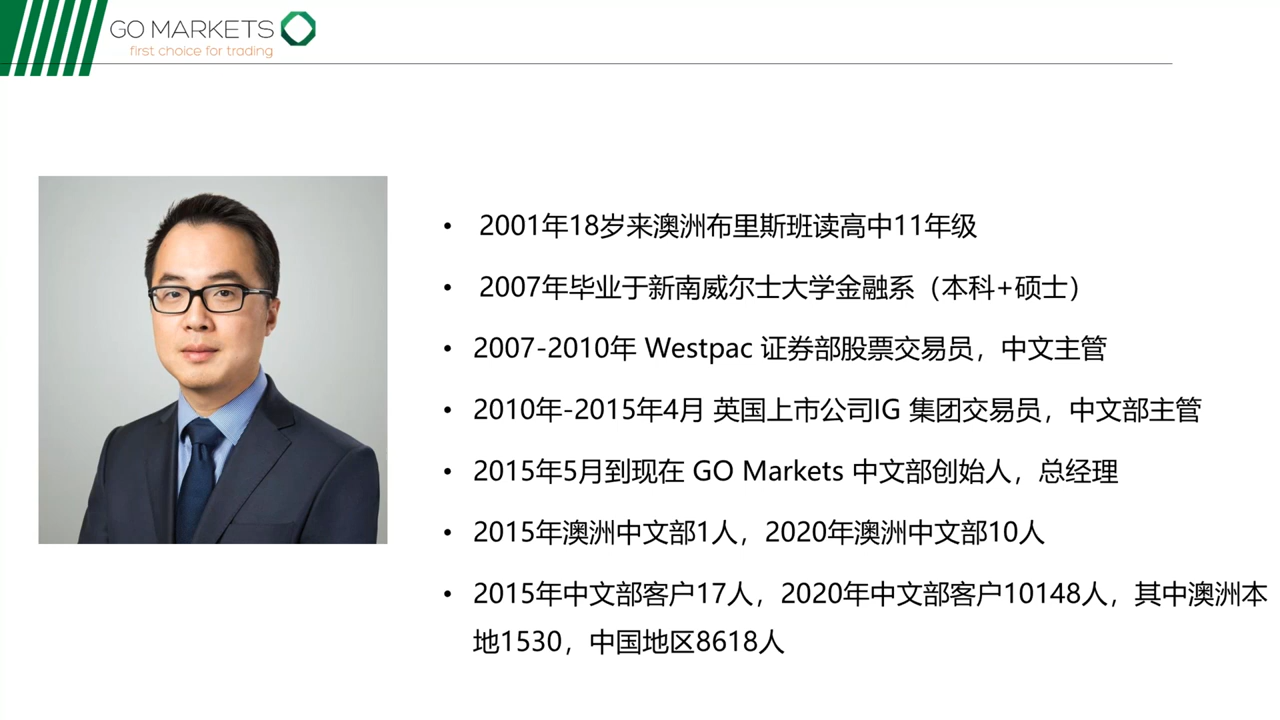 GO MARKETS
first choice for trading
• 2001年18岁来澳洲布里斯班读高中11年级
• 2007年毕业于新南威尔士大学金融系（本科+硕士）
• 2007-2010年 Westpac 证券部股票交易员，中文主管
• 2010年-2015年4月 英国上市公司IG 集团交易员，中文部主管
• 2015年5月到现在 GO Markets 中文部创始人，总经理
• 2015年澳洲中文部1人，2020年澳洲中文部10人
• 2015年中文部客户17人，2020年中文部客户10148人，其中澳洲本
地1530，中国地区8618人